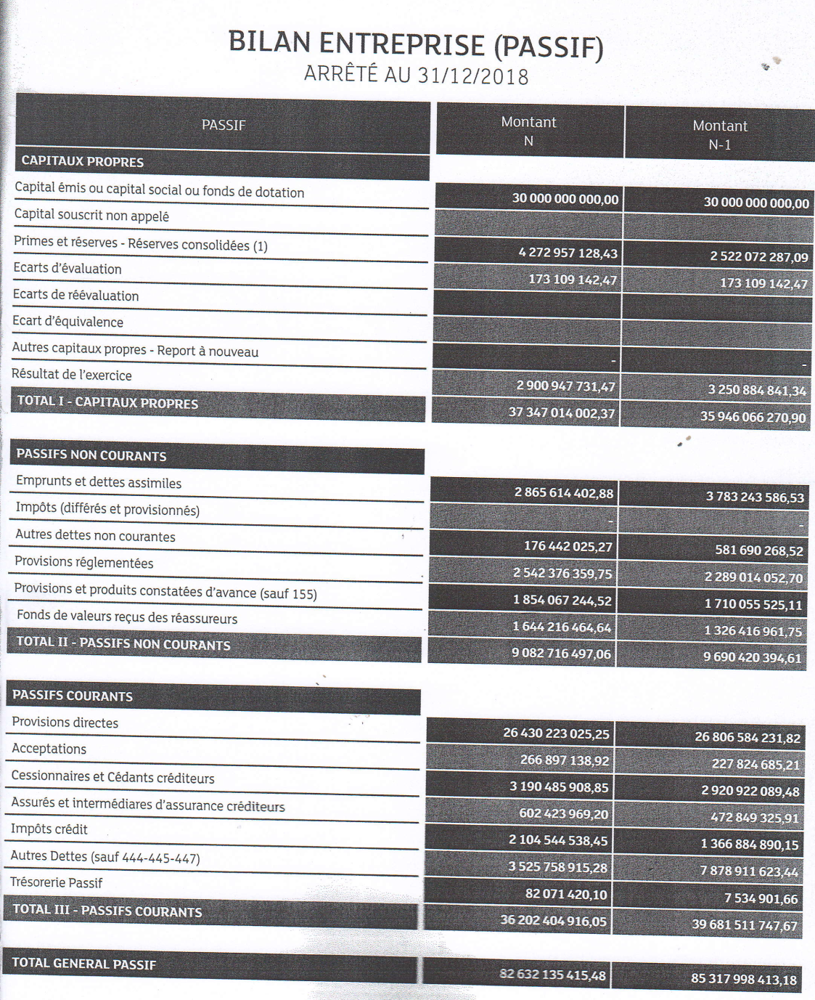 BILAN ENTREPRISE (PASSIF)
ARRÊTÉ AU 31/12/2018
PASSIF Montant N Montant N-1
CAPITAUX PROPRES
Capital émis ou capital social ou fonds de dotation 30 000 000 000,00 30 000 000 000,00
Capital souscrit non appelé
Primes et réserves - Réserves consolidées (1) 4 272 957 128,43 2 522 072 287,09
Ecarts d'évaluation 173 109 142,47 173 109 142,47
Ecarts de réévaluation
Ecart d'équivalence
Autres capitaux propres - Report à nouveau - -
Résultat de l'exercice 2 900 947 731,47 3 250 884 841,34
TOTAL I - CAPITAUX PROPRES 37 347 014 002,37 35 946 066 270,90
PASSIFS NON COURANTS
Emprunts et dettes assimiles 2 865 614 402,88 3 783 243 586,53
Impôts (différés et provisionnés) - -
Autres dettes non courantes 176 442 025,27 581 690 268,52
Provisions réglementées 2 542 376 359,75 2 289 014 052,70
Provisions et produits constatées d'avance (sauf 155) 1 854 067 244,52 1 710 055 525,11
Fonds de valeurs reçus des réassureurs 1 644 216 464,64 1 326 416 961,75
TOTAL II - PASSIFS NON COURANTS 9 082 716 497,06 9 690 420 394,61
PASSIFS COURANTS
Provisions directes 26 430 223 025,25 26 806 584 231,82
Acceptations 266 897 138,92 227 824 685,21
Cessionnaires et Cédants créditeurs 3 190 485 908,85 2 920 922 089,48
Assurés et intermédiares d'assurance créditeurs 602 423 969,20 472 849 325,91
Impôts crédit 2 104 544 538,45 1 366 884 890,15
Autres Dettes (sauf 444-445-447) 3 525 758 915,28 7 878 911 623,44
Trésorerie Passif 82 071 420,10 7 534 901,66
TOTAL III - PASSIFS COURANTS 36 202 404 916,05 39 681 511 747,67
TOTAL GENERAL PASSIF 82 632 135 415,48 85 317 998 413,18